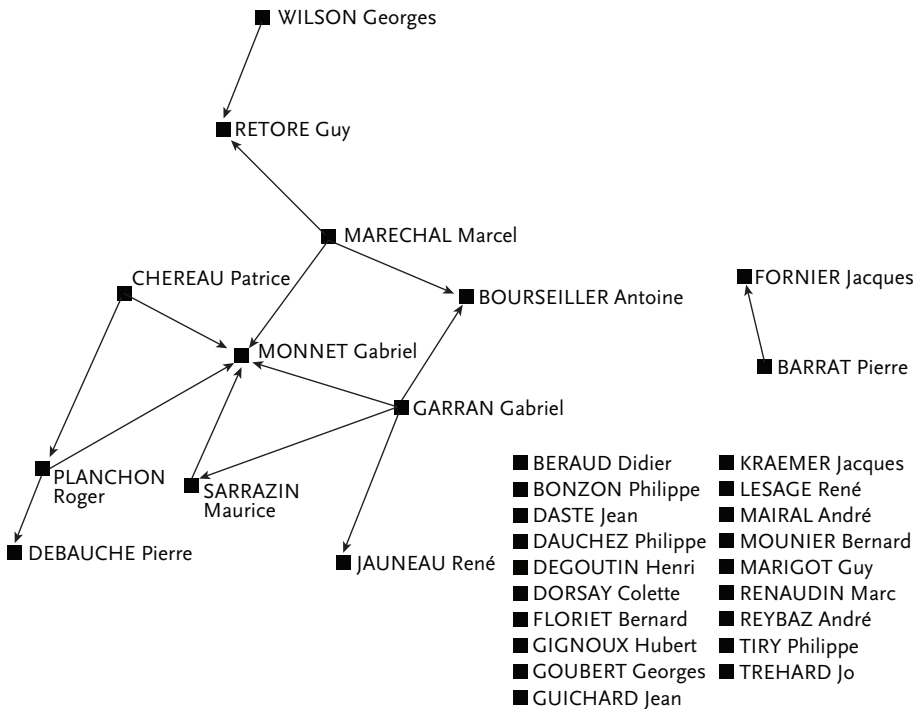 WILSON Georges
RETORE Guy
MARECHAL Marcel
CHEREAU Patrice
FORNIER Jacques
BOURSEILLER Antoine
MONNET Gabriel
BARRAT Pierre
GARRAN Gabriel
PLANCHON
Roger
SARRAZIN
Maurice
DEBAUCHE Pierre
JAUNEAU René
BERAUD Didier
BONZON Philippe
DASTE Jean
DAUCHEZ Philippe
DEGOUTIN Henri
DORSAY Colette
FLORIET Bernard
GIGNOUX Hubert
GOUBERT Georges
GUICHARD Jean
KRAEMER Jacques
LESAGE René
MAIRAL André
MOUNIER Bernard
MARIGOT Guy
RENAUDIN Marc
REYBAZ André
TIRY Philippe
TREHARD Jo